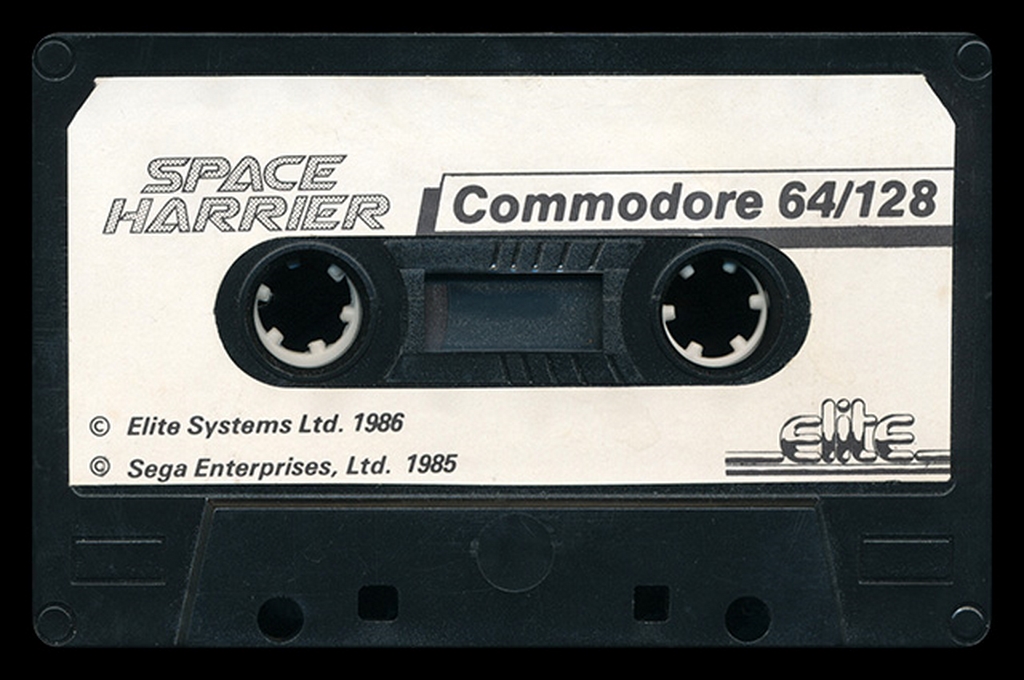 SPACE
HARRIER
Commodore 64/128
© Elite Systems Ltd. 1986
© Sega Enterprises, Ltd. 1985
elite